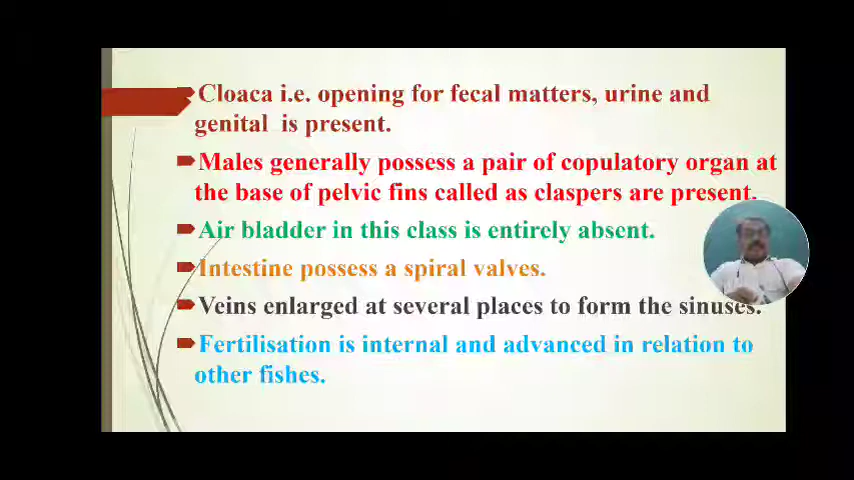 Cloaca i.e. opening for fecal matters, urine and
genital is present.
Males generally possess a pair of copulatory organ at
the base of pelvic fins called as claspers are present.
Air bladder in this class is entirely absent.
Intestine possess a spiral valves.
Veins enlarged at several places to form the sinuses.
Fertilisation is internal and advanced in relation to
other fishes.